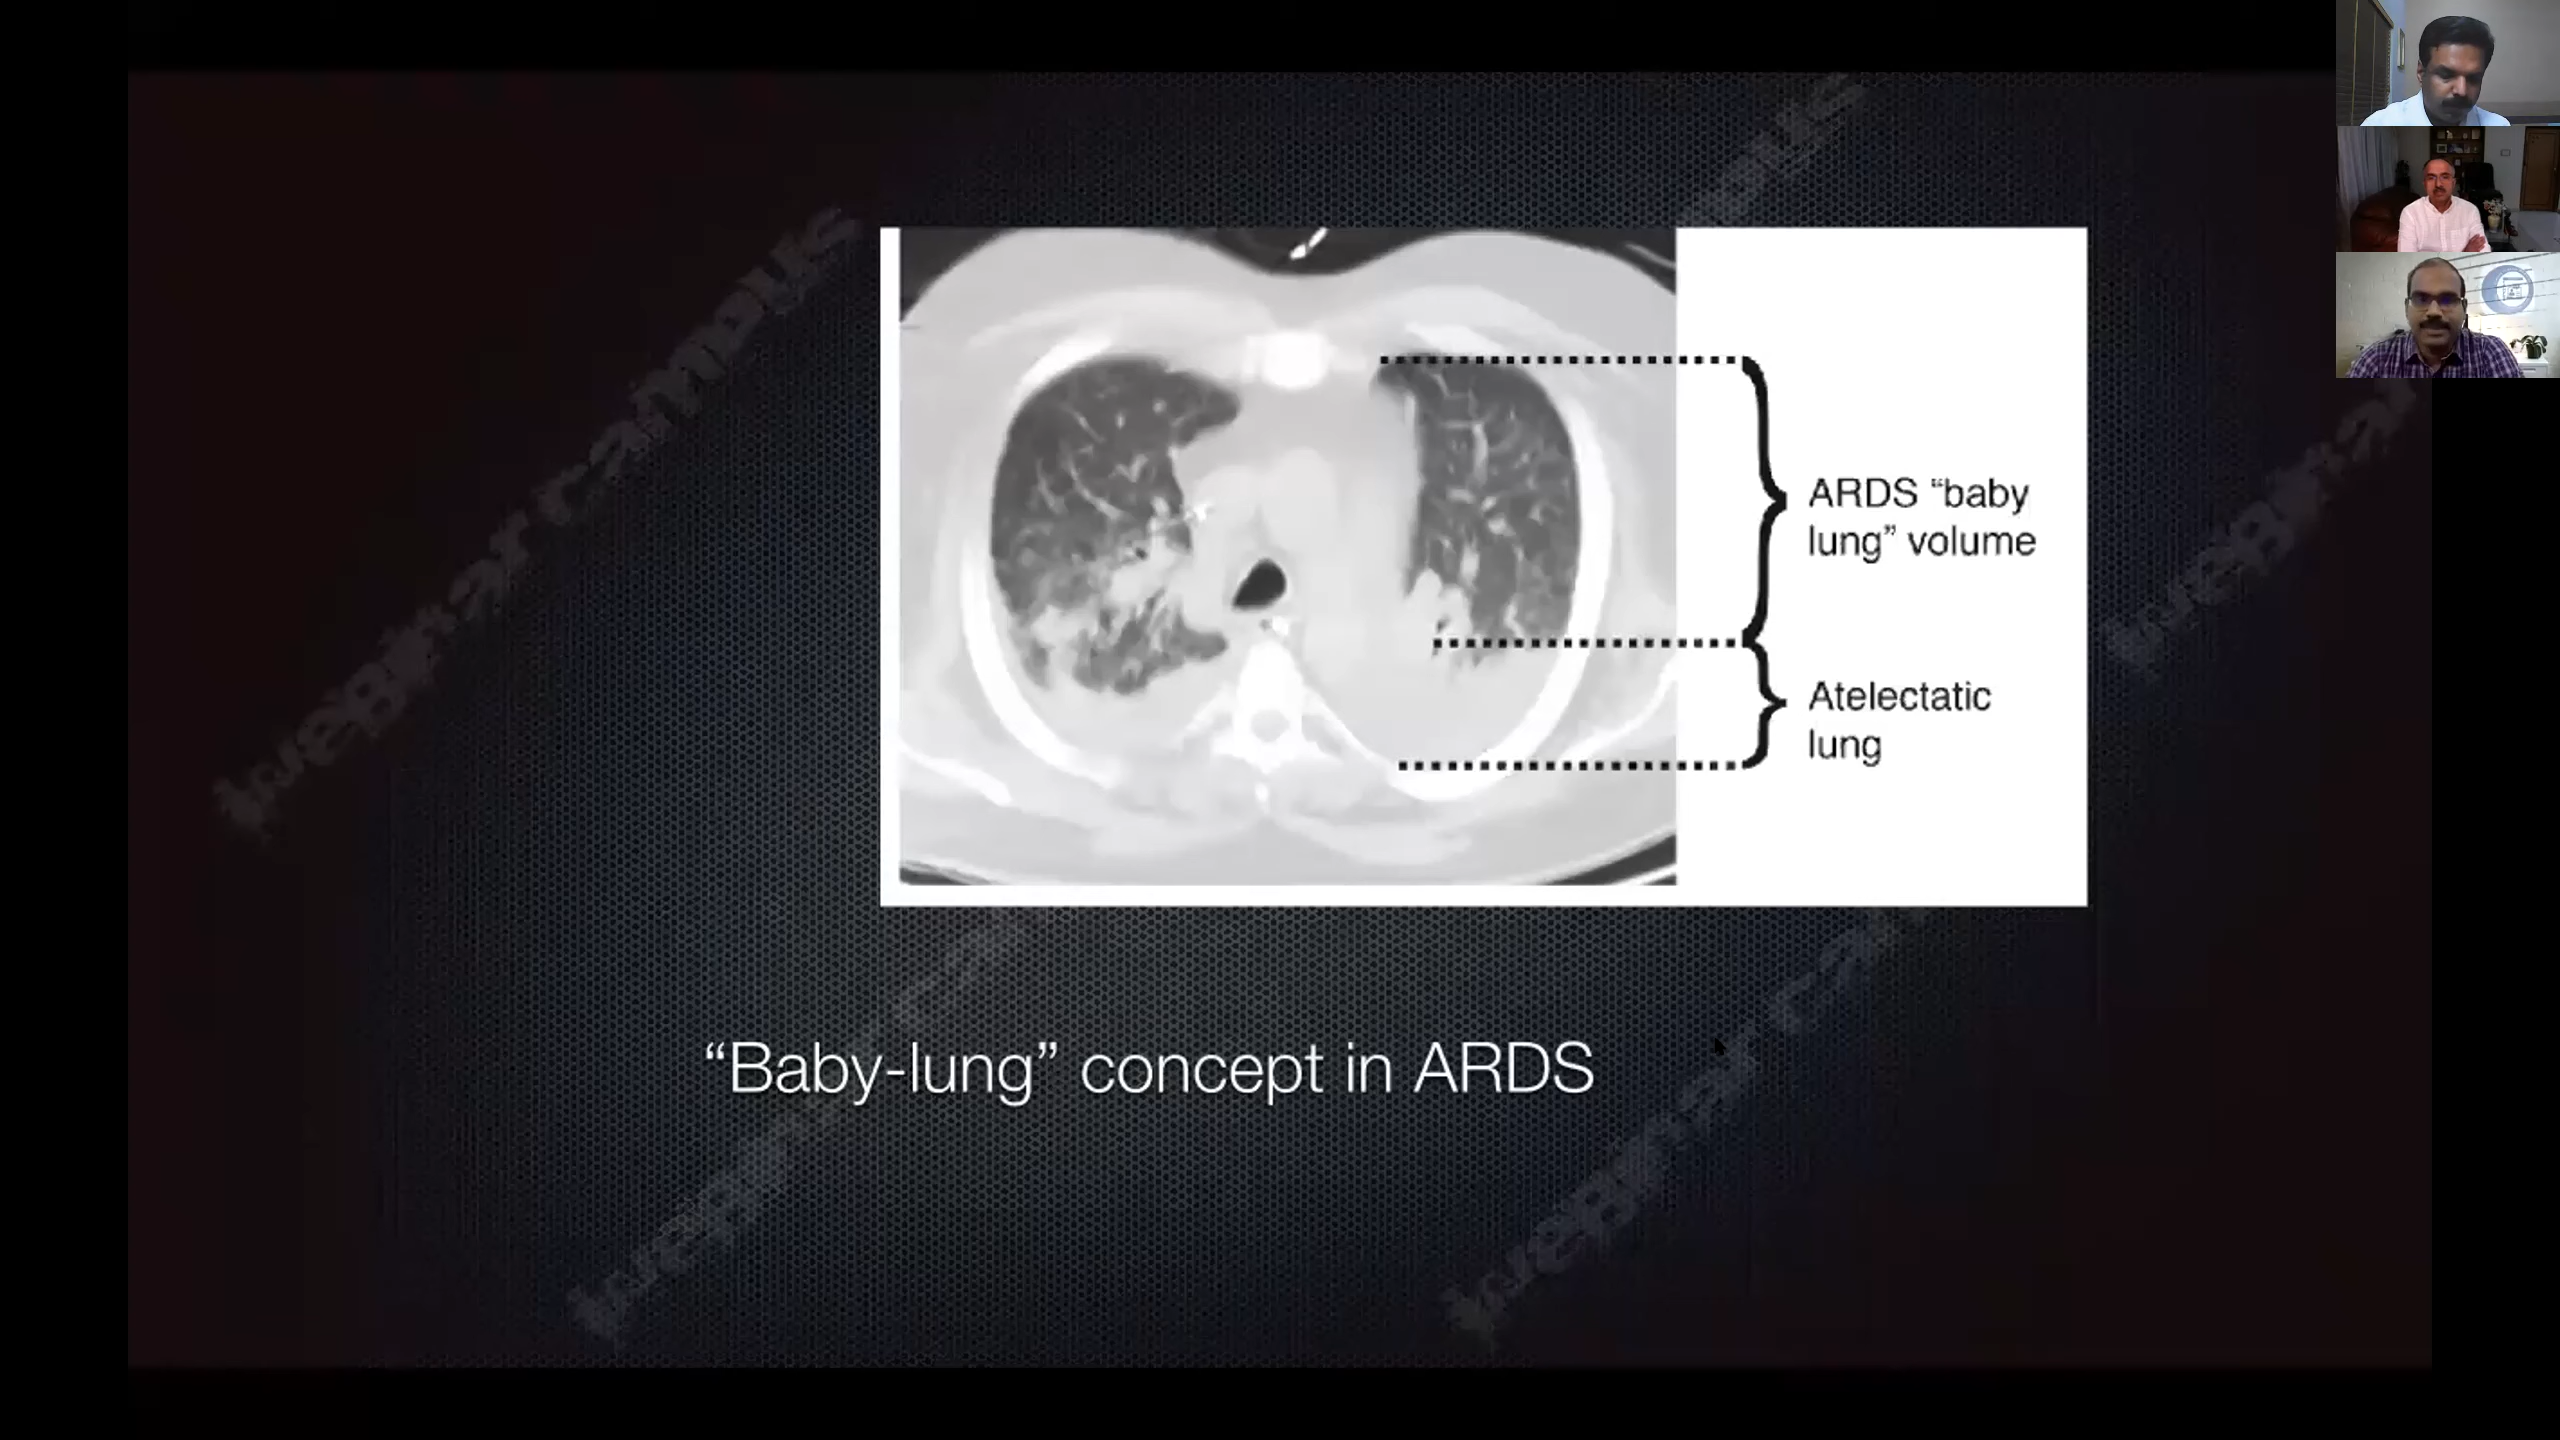 ARDS “baby
lung” volume
Atelectatic
lung
“Baby-lung” concept in ARDS